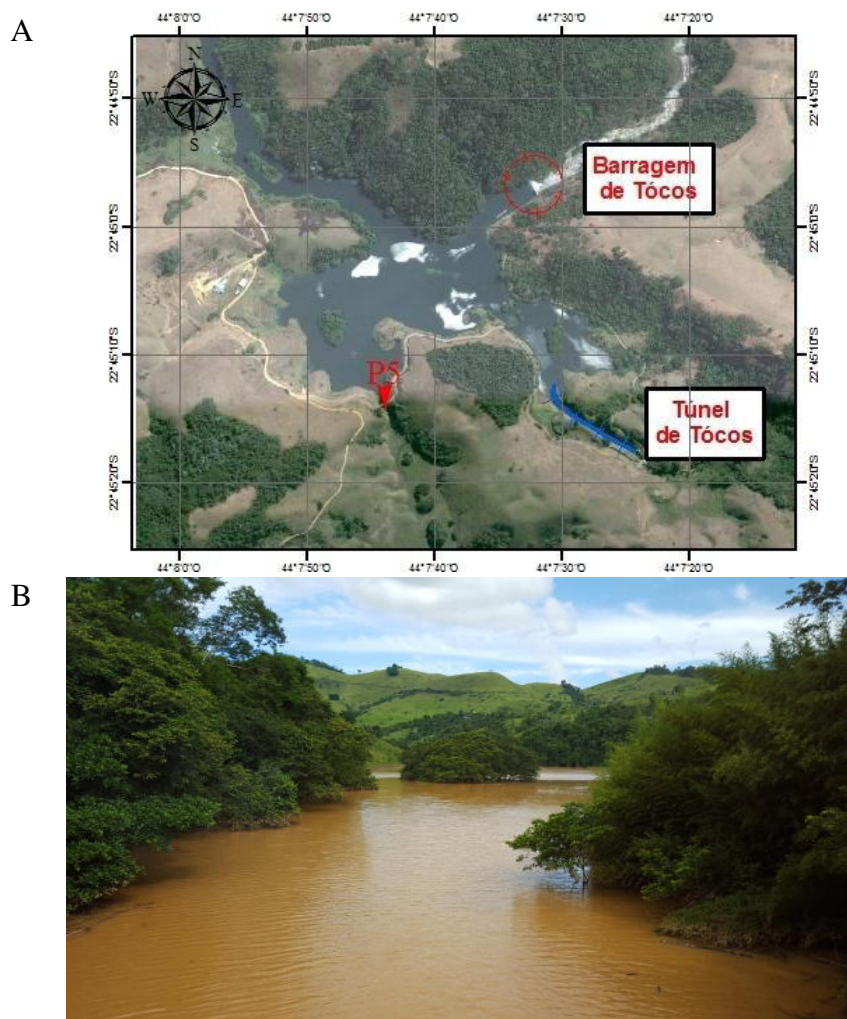 A
44°8'0"O 44°7'50"O 44°7'40"O 44°7'30"O 44°7'20"O
N
W E
S
22°44'50"S 22°44'50"S
Barragem
de Tócos
22°45'0"S 22°45'0"S
22°45'10"S 22°45'10"S
P5
Túnel
de Tócos
22°45'20"S 22°45'20"S
44°8'0"O 44°7'50"O 44°7'40"O 44°7'30"O 44°7'20"O
B